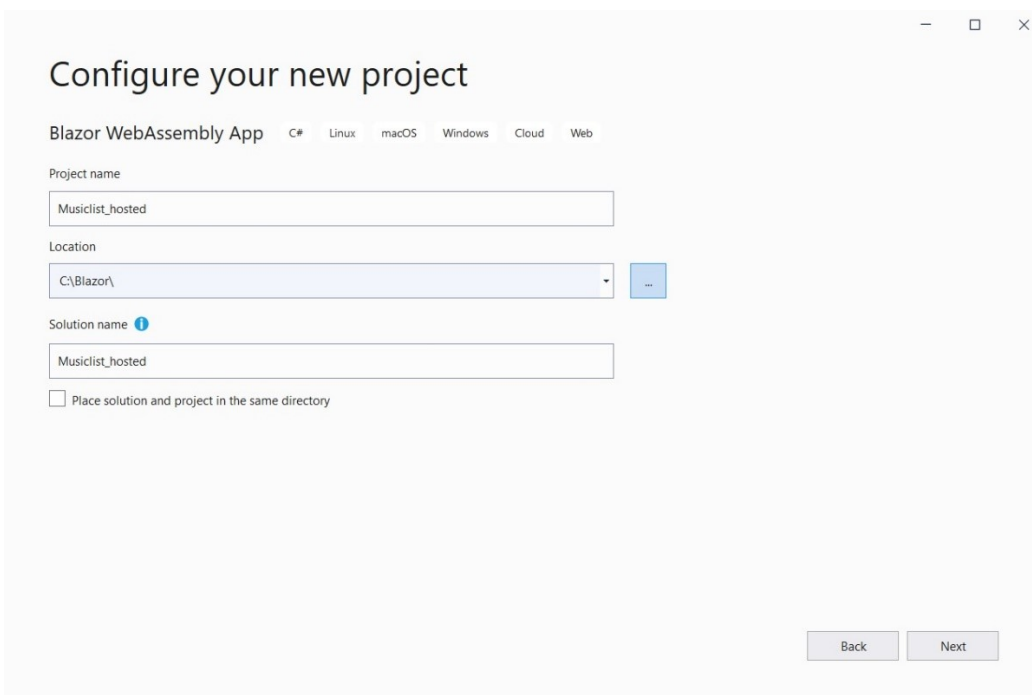 Configure your new project
Blazor WebAssembly App C# Linux macOS Windows Cloud Web
Project name
Musiclist_hosted
Location
C:\Blazor\
...
Solution name
Musiclist_hosted
Place solution and project in the same directory
Back Next